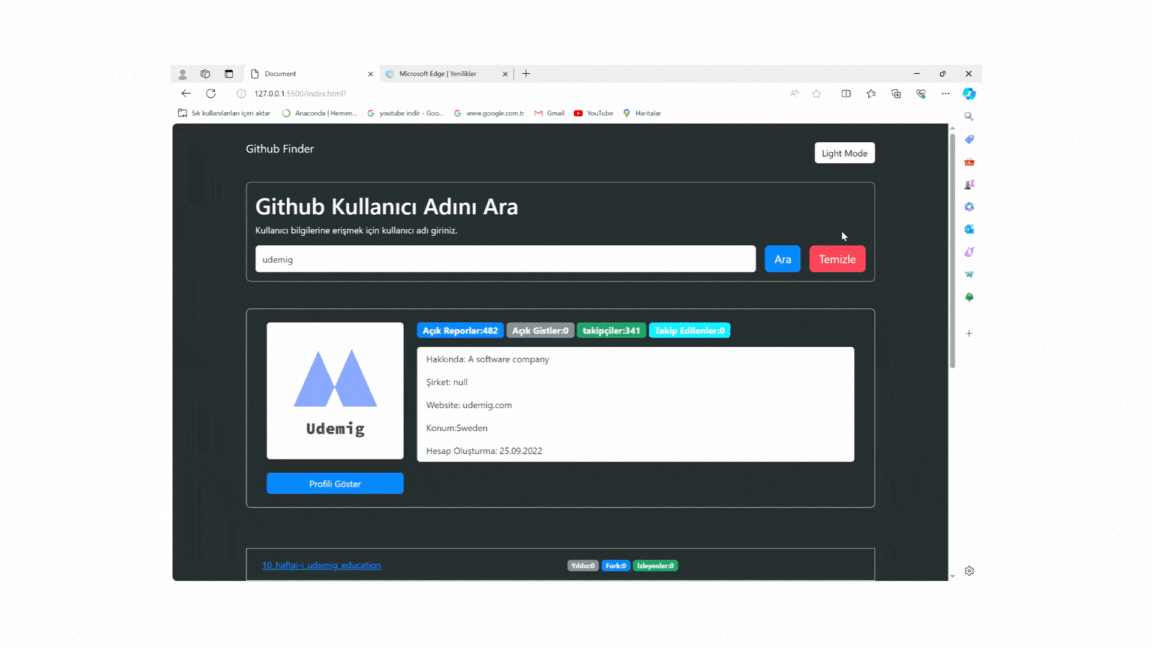 Document
Microsoft Edge | Yenilikler
127.0.0.1:5500/index.html?
Sık kullanılanları içeri aktar
Anaconda | Hemen...
youtube indir - Goo...
www.google.com.tr
Gmail
YouTube
Haritalar
Github Finder
Light Mode
Github Kullanıcı Adını Ara
Kullanıcı bilgilerine erişmek için kullanıcı adı giriniz.
udemig
Ara
Temizle
Açık Reporlar:482
Açık Gistler:0
takipçiler:341
Takip Edilenler:0
Hakkında: A software company
Şirket: null
Website: udemig.com
Konum:Sweden
Hesap Oluşturma: 25.09.2022
Udemig
Profili Göster
10_haftai-i_udemig_education
Yıldız:0
Fork:0
İzleyenler:0